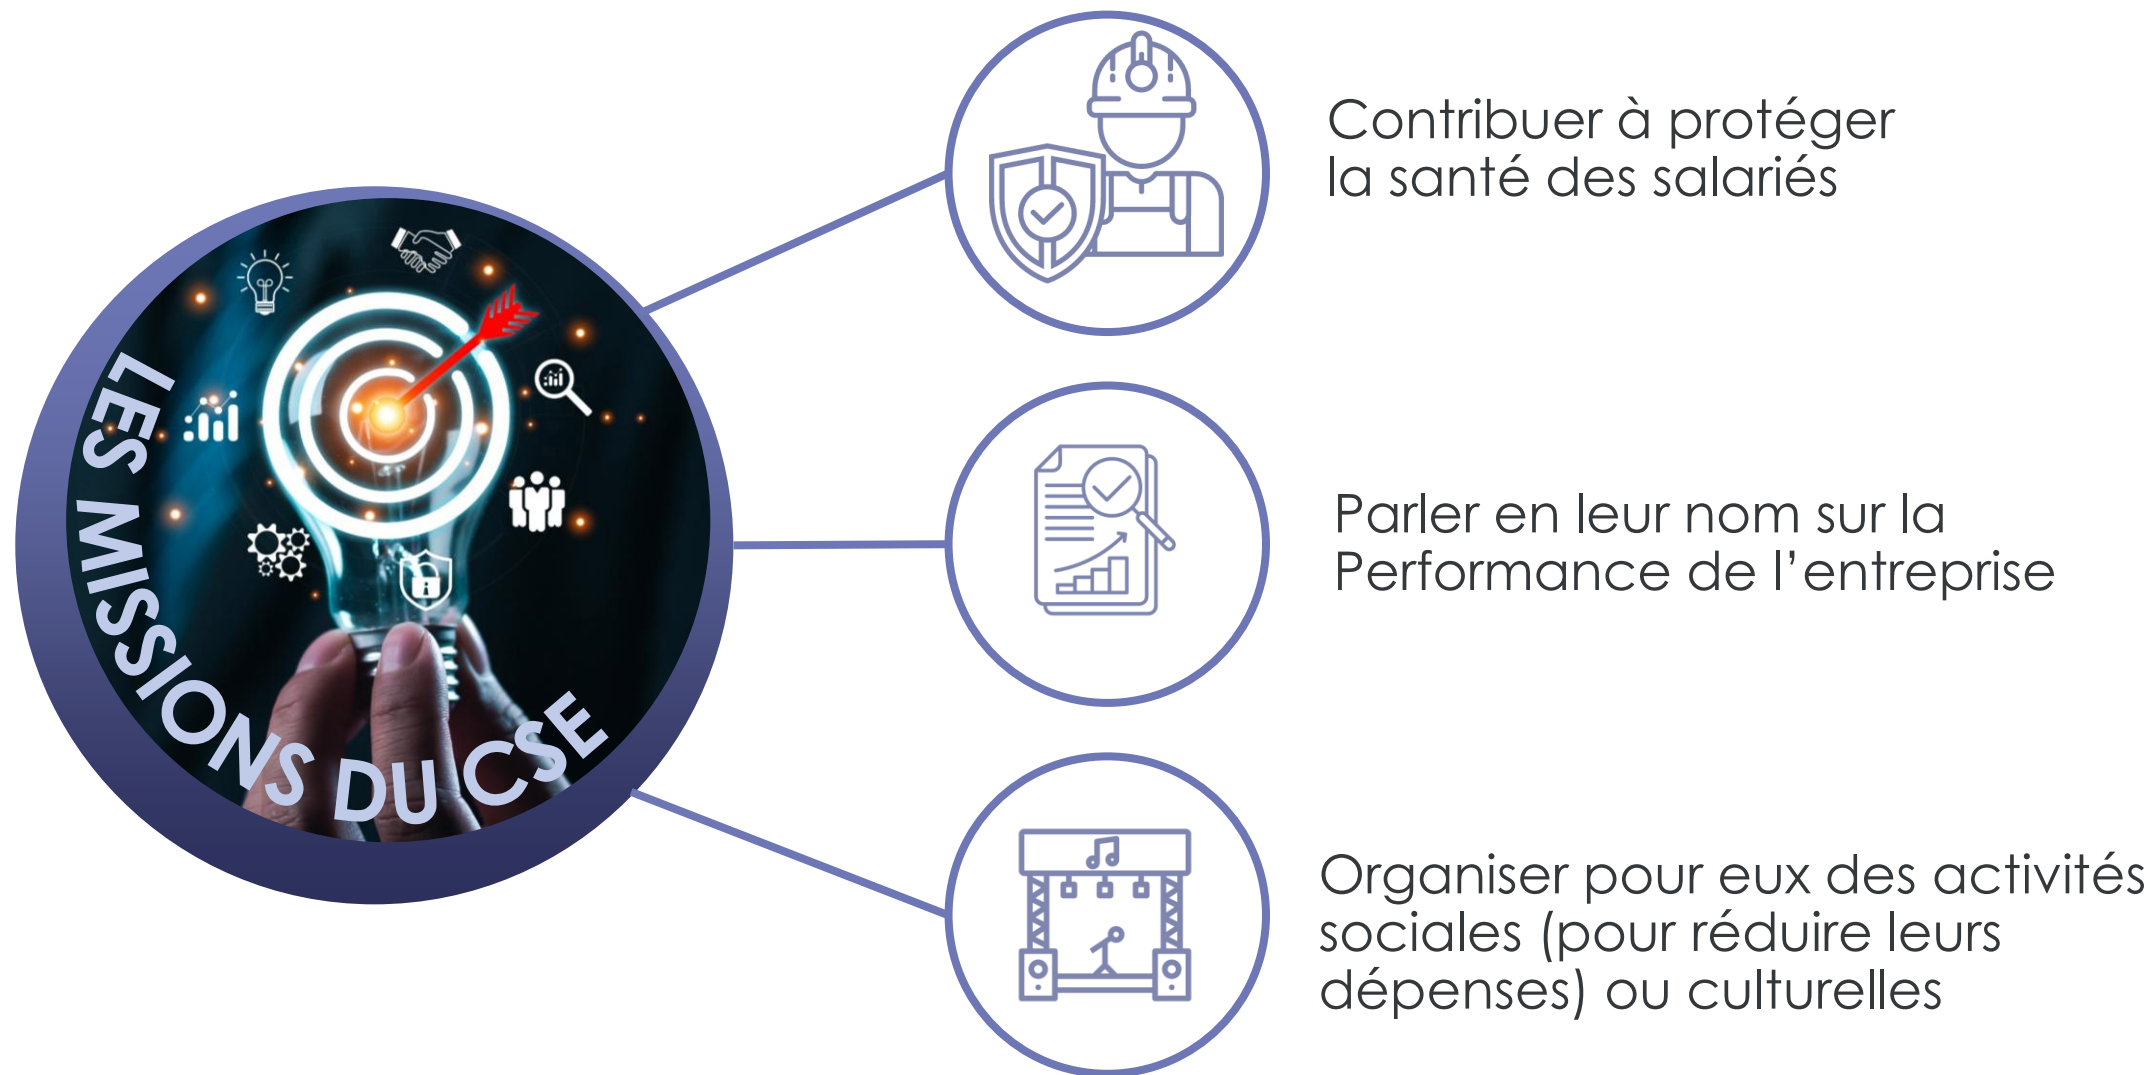 LES MISSIONS DU CSE
Contribuer à protéger
la santé des salariés
Parler en leur nom sur la
Performance de l’entreprise
Organiser pour eux des activités
sociales (pour réduire leurs
dépenses) ou culturelles